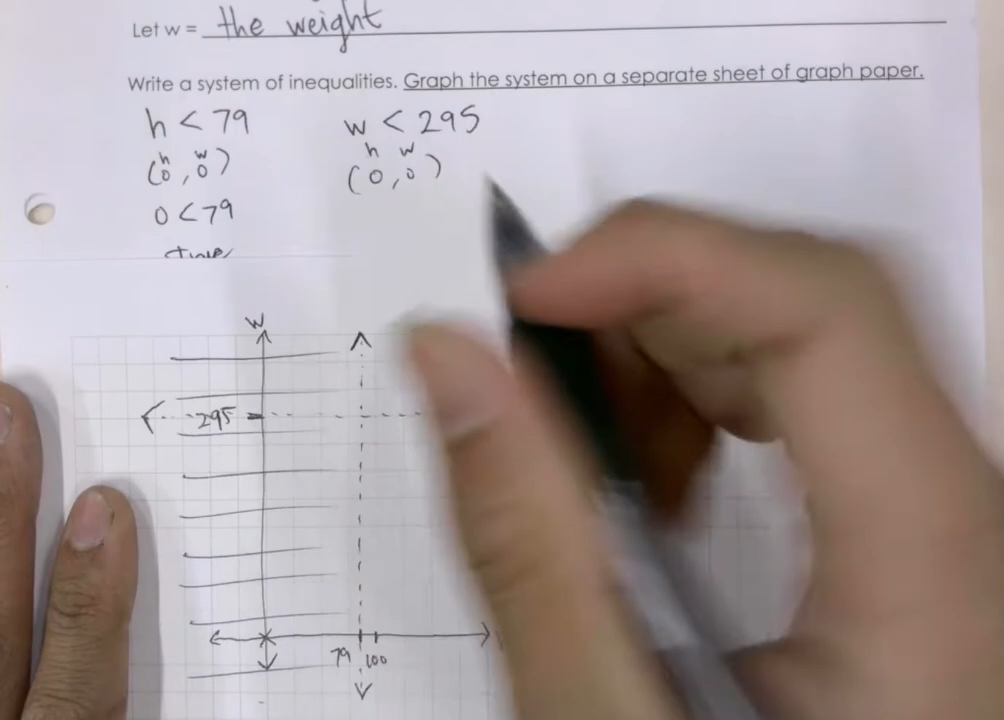 Let w = the weight
Write a system of inequalities. Graph the system on a separate sheet of graph paper.
h < 79 w < 295
h w h w
(0, 0) (0, 0)
0 < 79
true
w
295
79 100